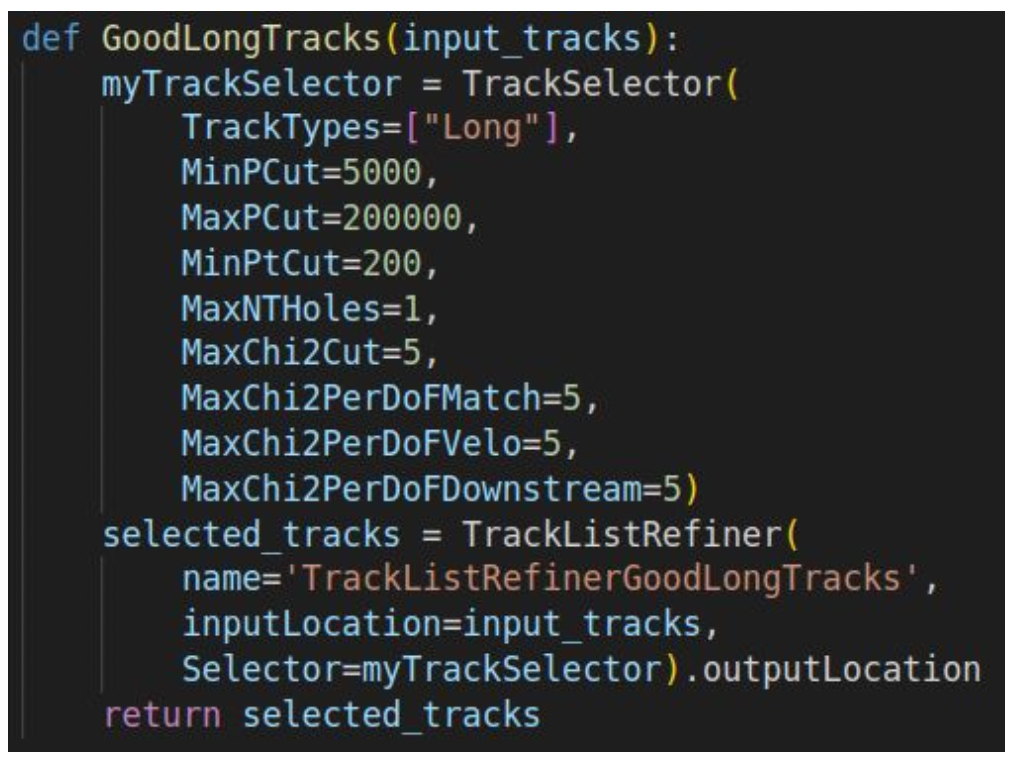 def GoodLongTracks(input_tracks):
    myTrackSelector = TrackSelector(
        TrackTypes=["Long"],
        MinPCut=5000,
        MaxPCut=200000,
        MinPtCut=200,
        MaxNTHoles=1,
        MaxChi2Cut=5,
        MaxChi2PerDoFMatch=5,
        MaxChi2PerDoFVelo=5,
        MaxChi2PerDoFDownstream=5)
    selected_tracks = TrackListRefiner(
        name='TrackListRefinerGoodLongTracks',
        inputLocation=input_tracks,
        Selector=myTrackSelector).outputLocation
    return selected_tracks